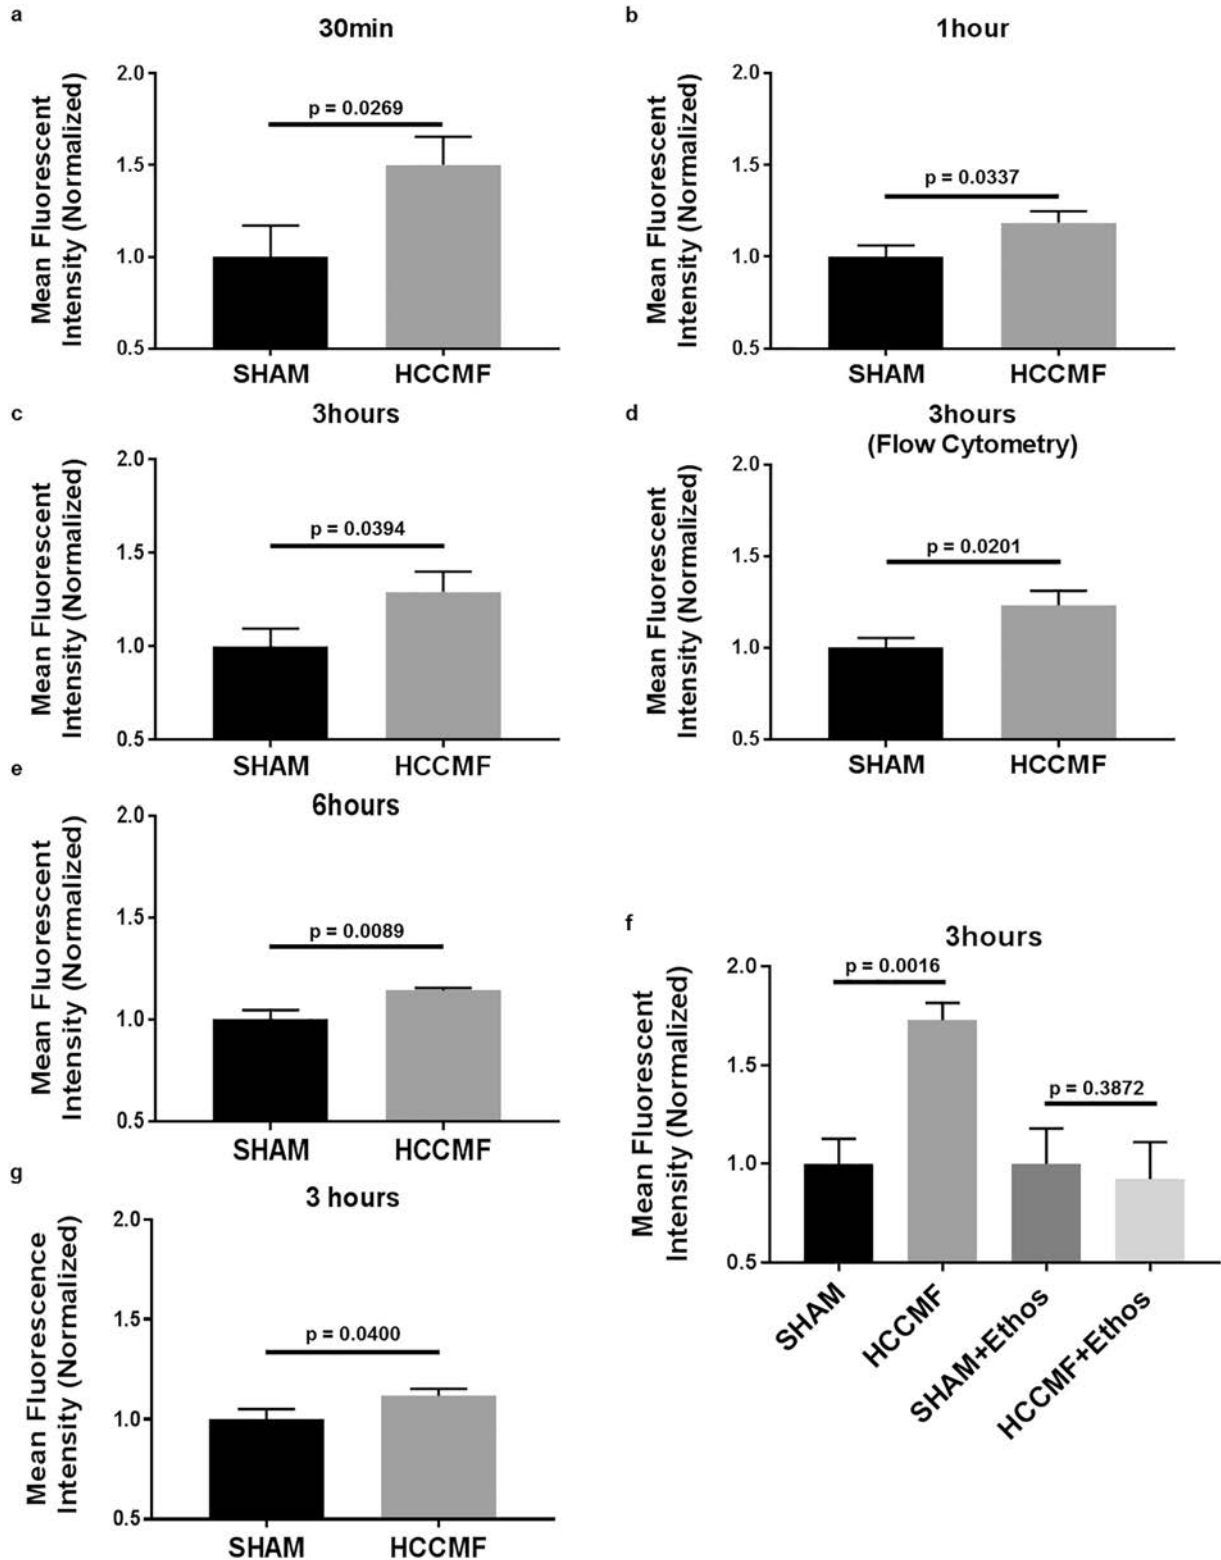 a
30min
Mean Fluorescent
Intensity (Normalized)
2.0
1.5
1.0
0.5
p = 0.0269
SHAM
HCCMF
b
1hour
Mean Fluorescent
Intensity (Normalized)
2.0
1.5
1.0
0.5
p = 0.0337
SHAM
HCCMF
c
3hours
Mean Fluorescent
Intensity (Normalized)
2.0
1.5
1.0
0.5
p = 0.0394
SHAM
HCCMF
d
3hours
(Flow Cytometry)
Mean Fluorescent
Intensity (Normalized)
2.0
1.5
1.0
0.5
p = 0.0201
SHAM
HCCMF
e
6hours
Mean Fluorescent
Intensity (Normalized)
2.0
1.5
1.0
0.5
p = 0.0089
SHAM
HCCMF
f
3hours
Mean Fluorescent
Intensity (Normalized)
2.0
1.5
1.0
0.5
p = 0.0016
p = 0.3872
SHAM
HCCMF
SHAM+Ethos
HCCMF+Ethos
g
3 hours
Mean Fluorescence
Intensity (Normalized)
2.0
1.5
1.0
0.5
p = 0.0400
SHAM
HCCMF